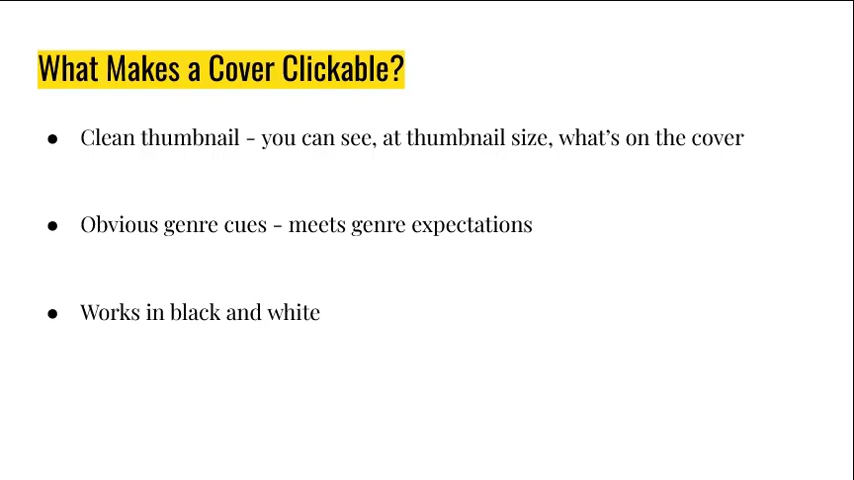 What Makes a Cover Clickable?
● Clean thumbnail - you can see, at thumbnail size, what’s on the cover
● Obvious genre cues - meets genre expectations
● Works in black and white